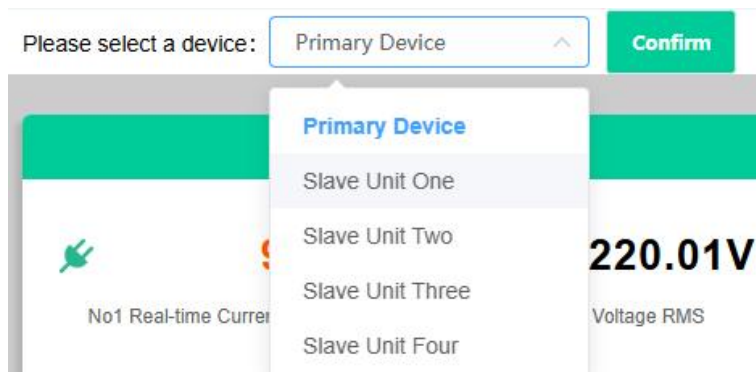 Please select a device:
Primary Device
Confirm
Primary Device
Slave Unit One
Slave Unit Two
Slave Unit Three
Slave Unit Four
220.01V
No1 Real-time
Voltage RMS